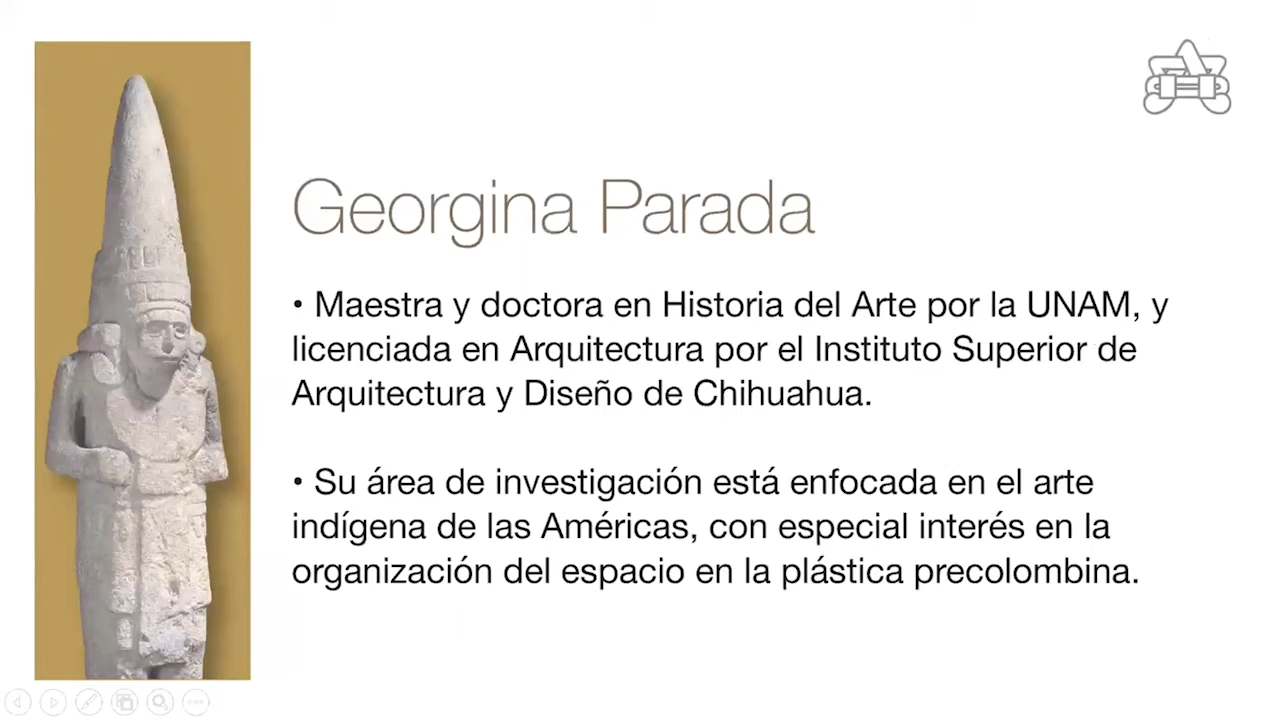 Georgina Parada
• Maestra y doctora en Historia del Arte por la UNAM, y
licenciada en Arquitectura por el Instituto Superior de
Arquitectura y Diseño de Chihuahua.
• Su área de investigación está enfocada en el arte
indígena de las Américas, con especial interés en la
organización del espacio en la plástica precolombina.